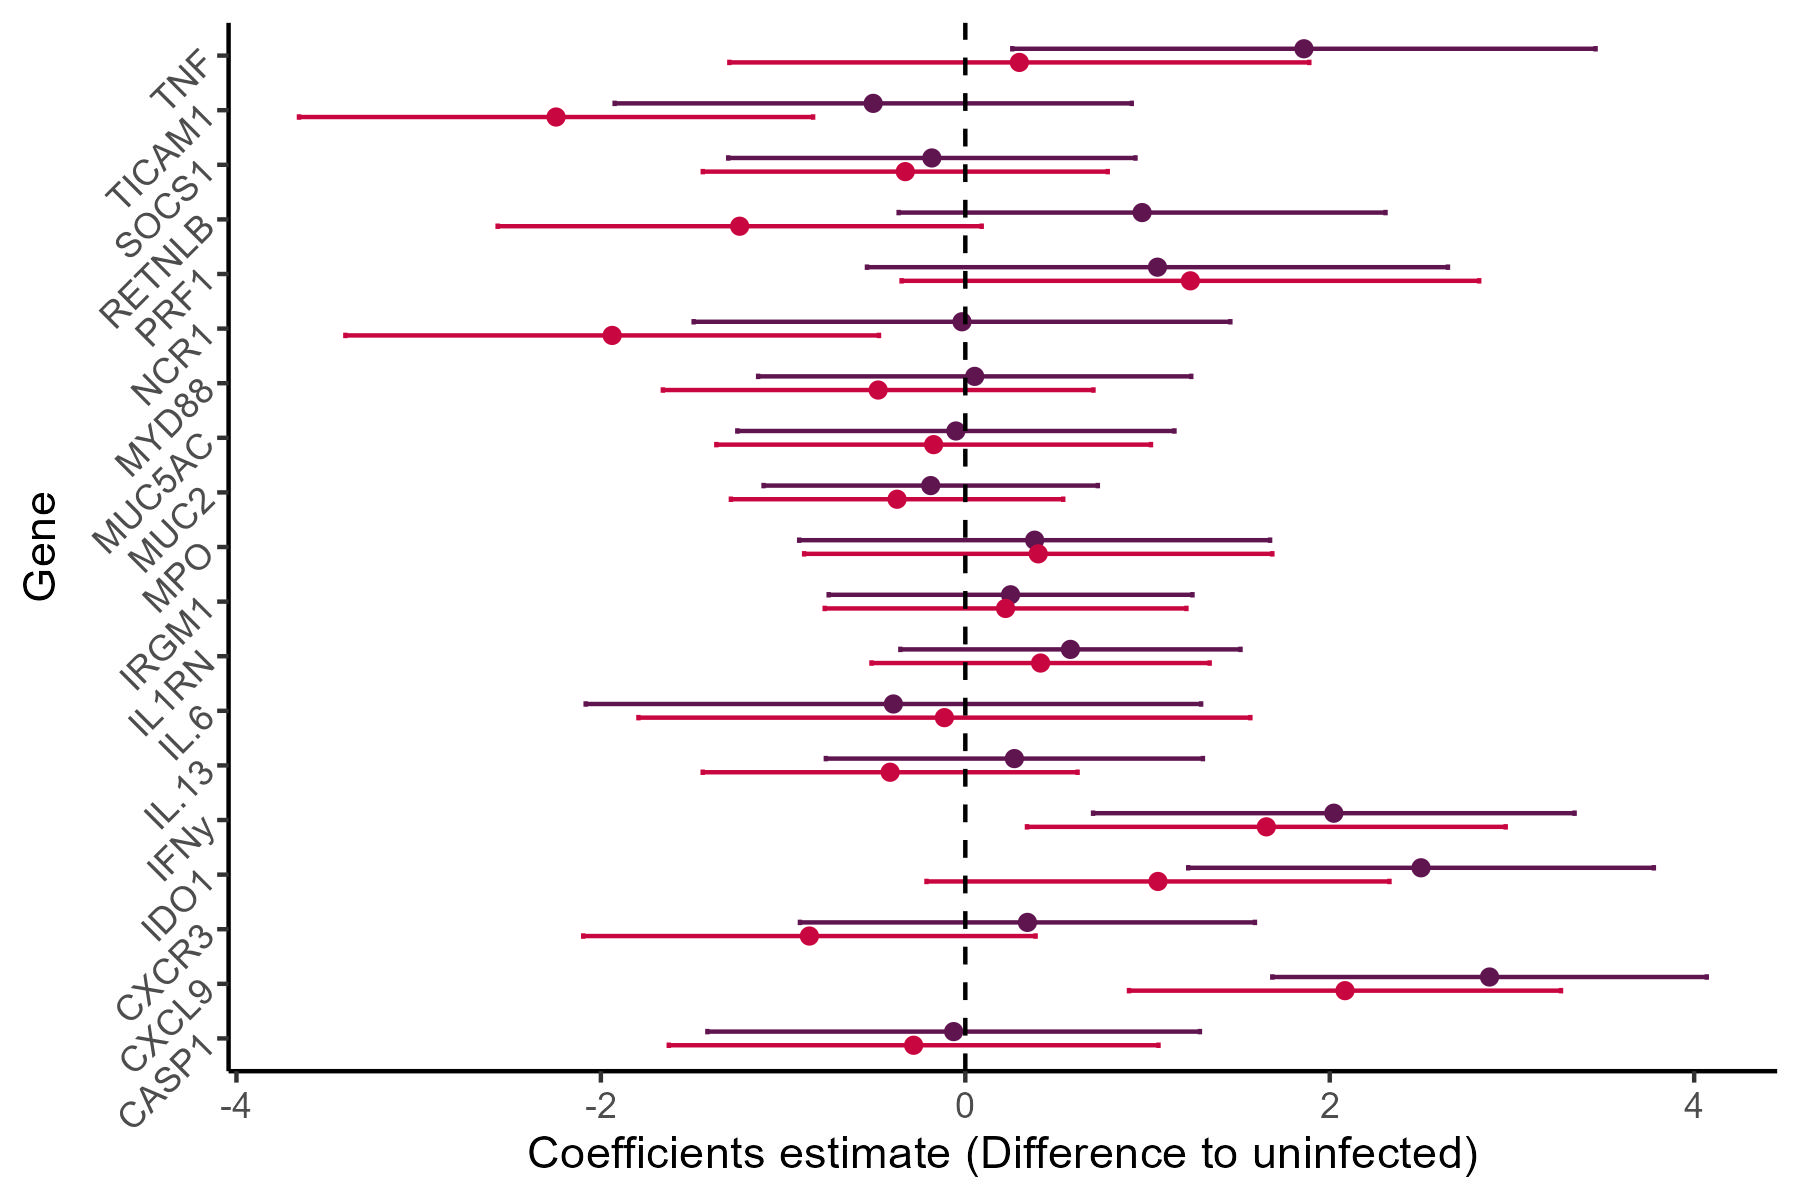 Gene
TNF
TICAM1
SOCS1
RETNLB
PRF1
NCR1
MYD88
MUC5AC
MUC2
MPO
IRGM1
IL1RN
IL.6
IL.13
IFNy
IDO1
CXCR3
CXCL9
CASP1
-4 -2 0 2 4
Coefficients estimate (Difference to uninfected)